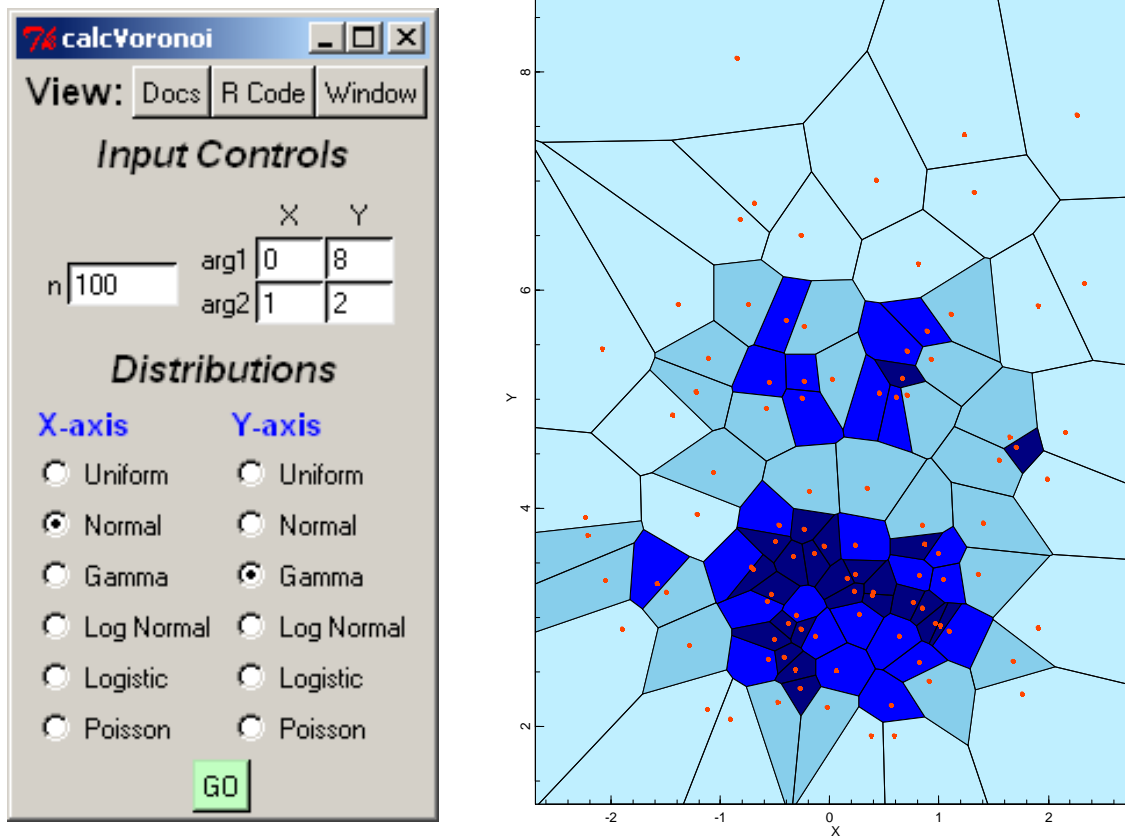 calcVoronoi
View: Docs R Code Window
Input Controls
X Y
arg1 0 8
n 100
arg2 1 2
Distributions
X-axis Y-axis
Uniform Uniform
Normal Normal
Gamma Gamma
Log Normal Log Normal
Logistic Logistic
Poisson Poisson
GO
8
6
Y
4
2
-2 -1 0 1 2
X